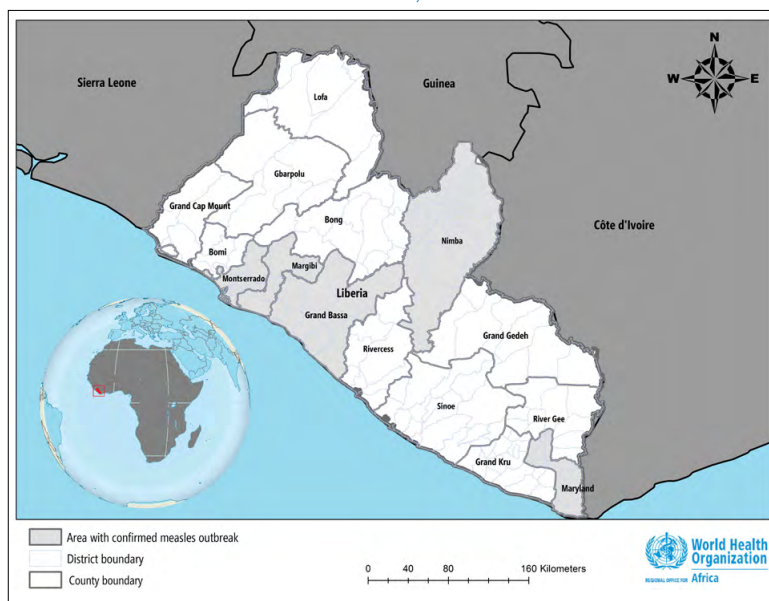 N
W
E
S
Sierra Leone
Guinea
Lofa
Gbarpolu
Grand Cap Mount
Bong
Côte d'Ivoire
Nimba
Bomi
Margibi
Montserrado
Liberia
Grand Bassa
Grand Gedeh
Rivercess
Sinoe
River Gee
Grand Kru
Maryland
Area with confirmed measles outbreak
District boundary
County boundary
0 40 80 160 Kilometers
World Health
Organization
REGIONAL OFFICE FOR Africa